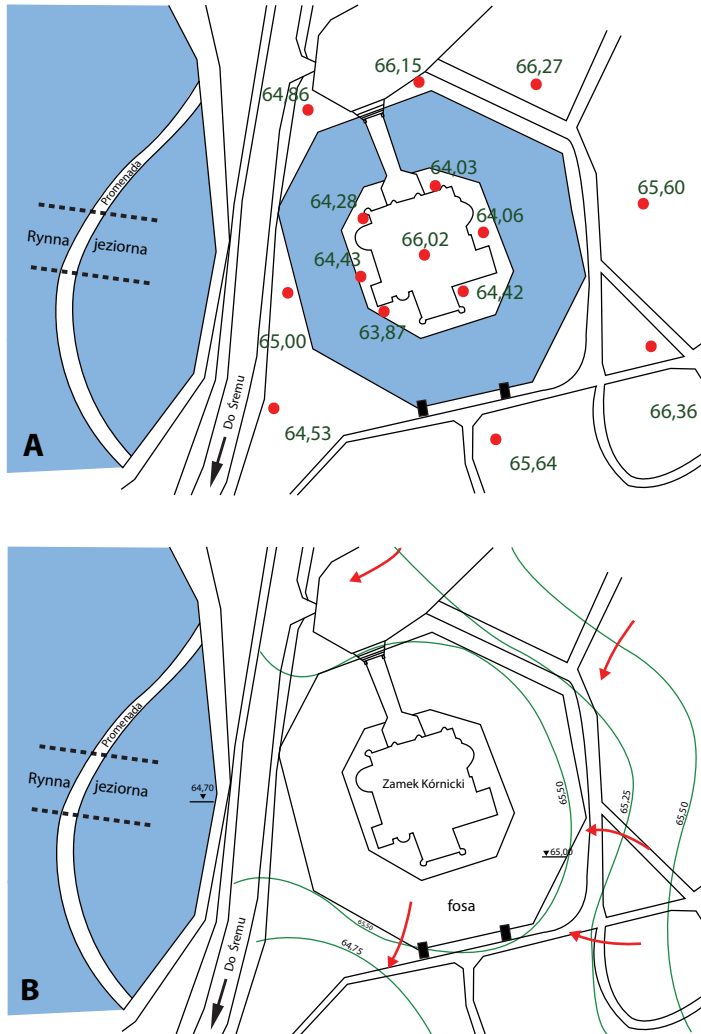 66,15
66,27
64,86
64,03
65,60
64,28
64,06
Promenada
Rynna jeziorna
66,02
64,43
64,42
63,87
65,00
66,36
64,53
65,64
Do Śremu
A
Promenada
Rynna jeziorna
64,70
Zamek Kórnicki
65,50
65,25
65,50
65,00
fosa
65,50
64,75
Do Śremu
B